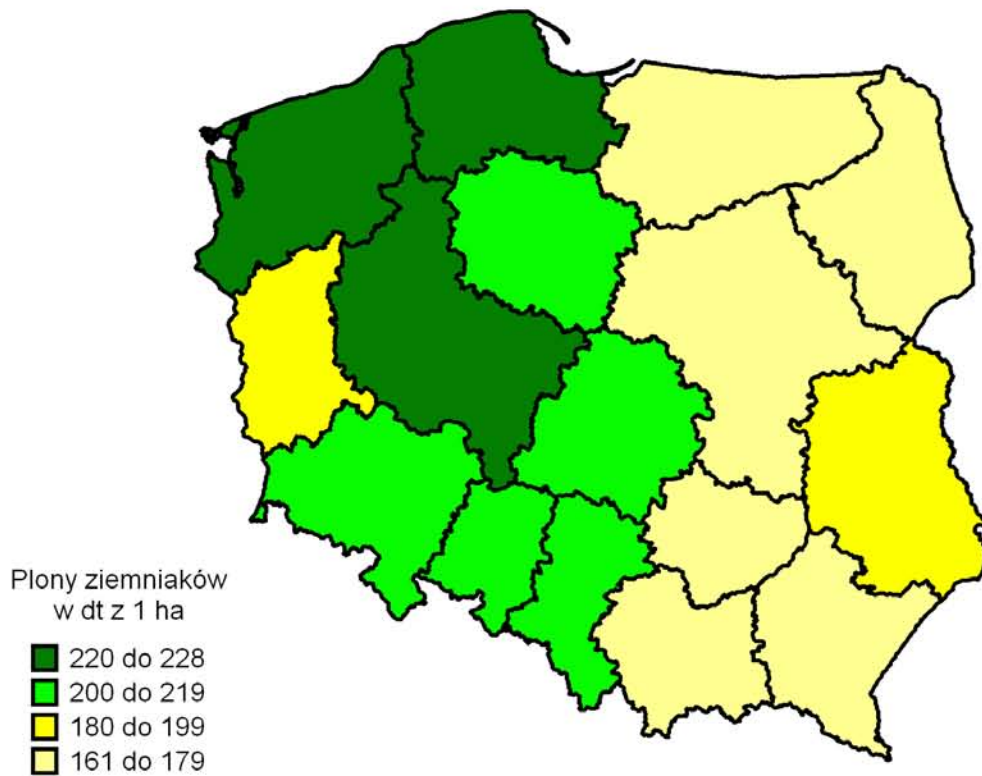 Plony ziemniaków
w dt z 1 ha
220 do 228
200 do 219
180 do 199
161 do 179